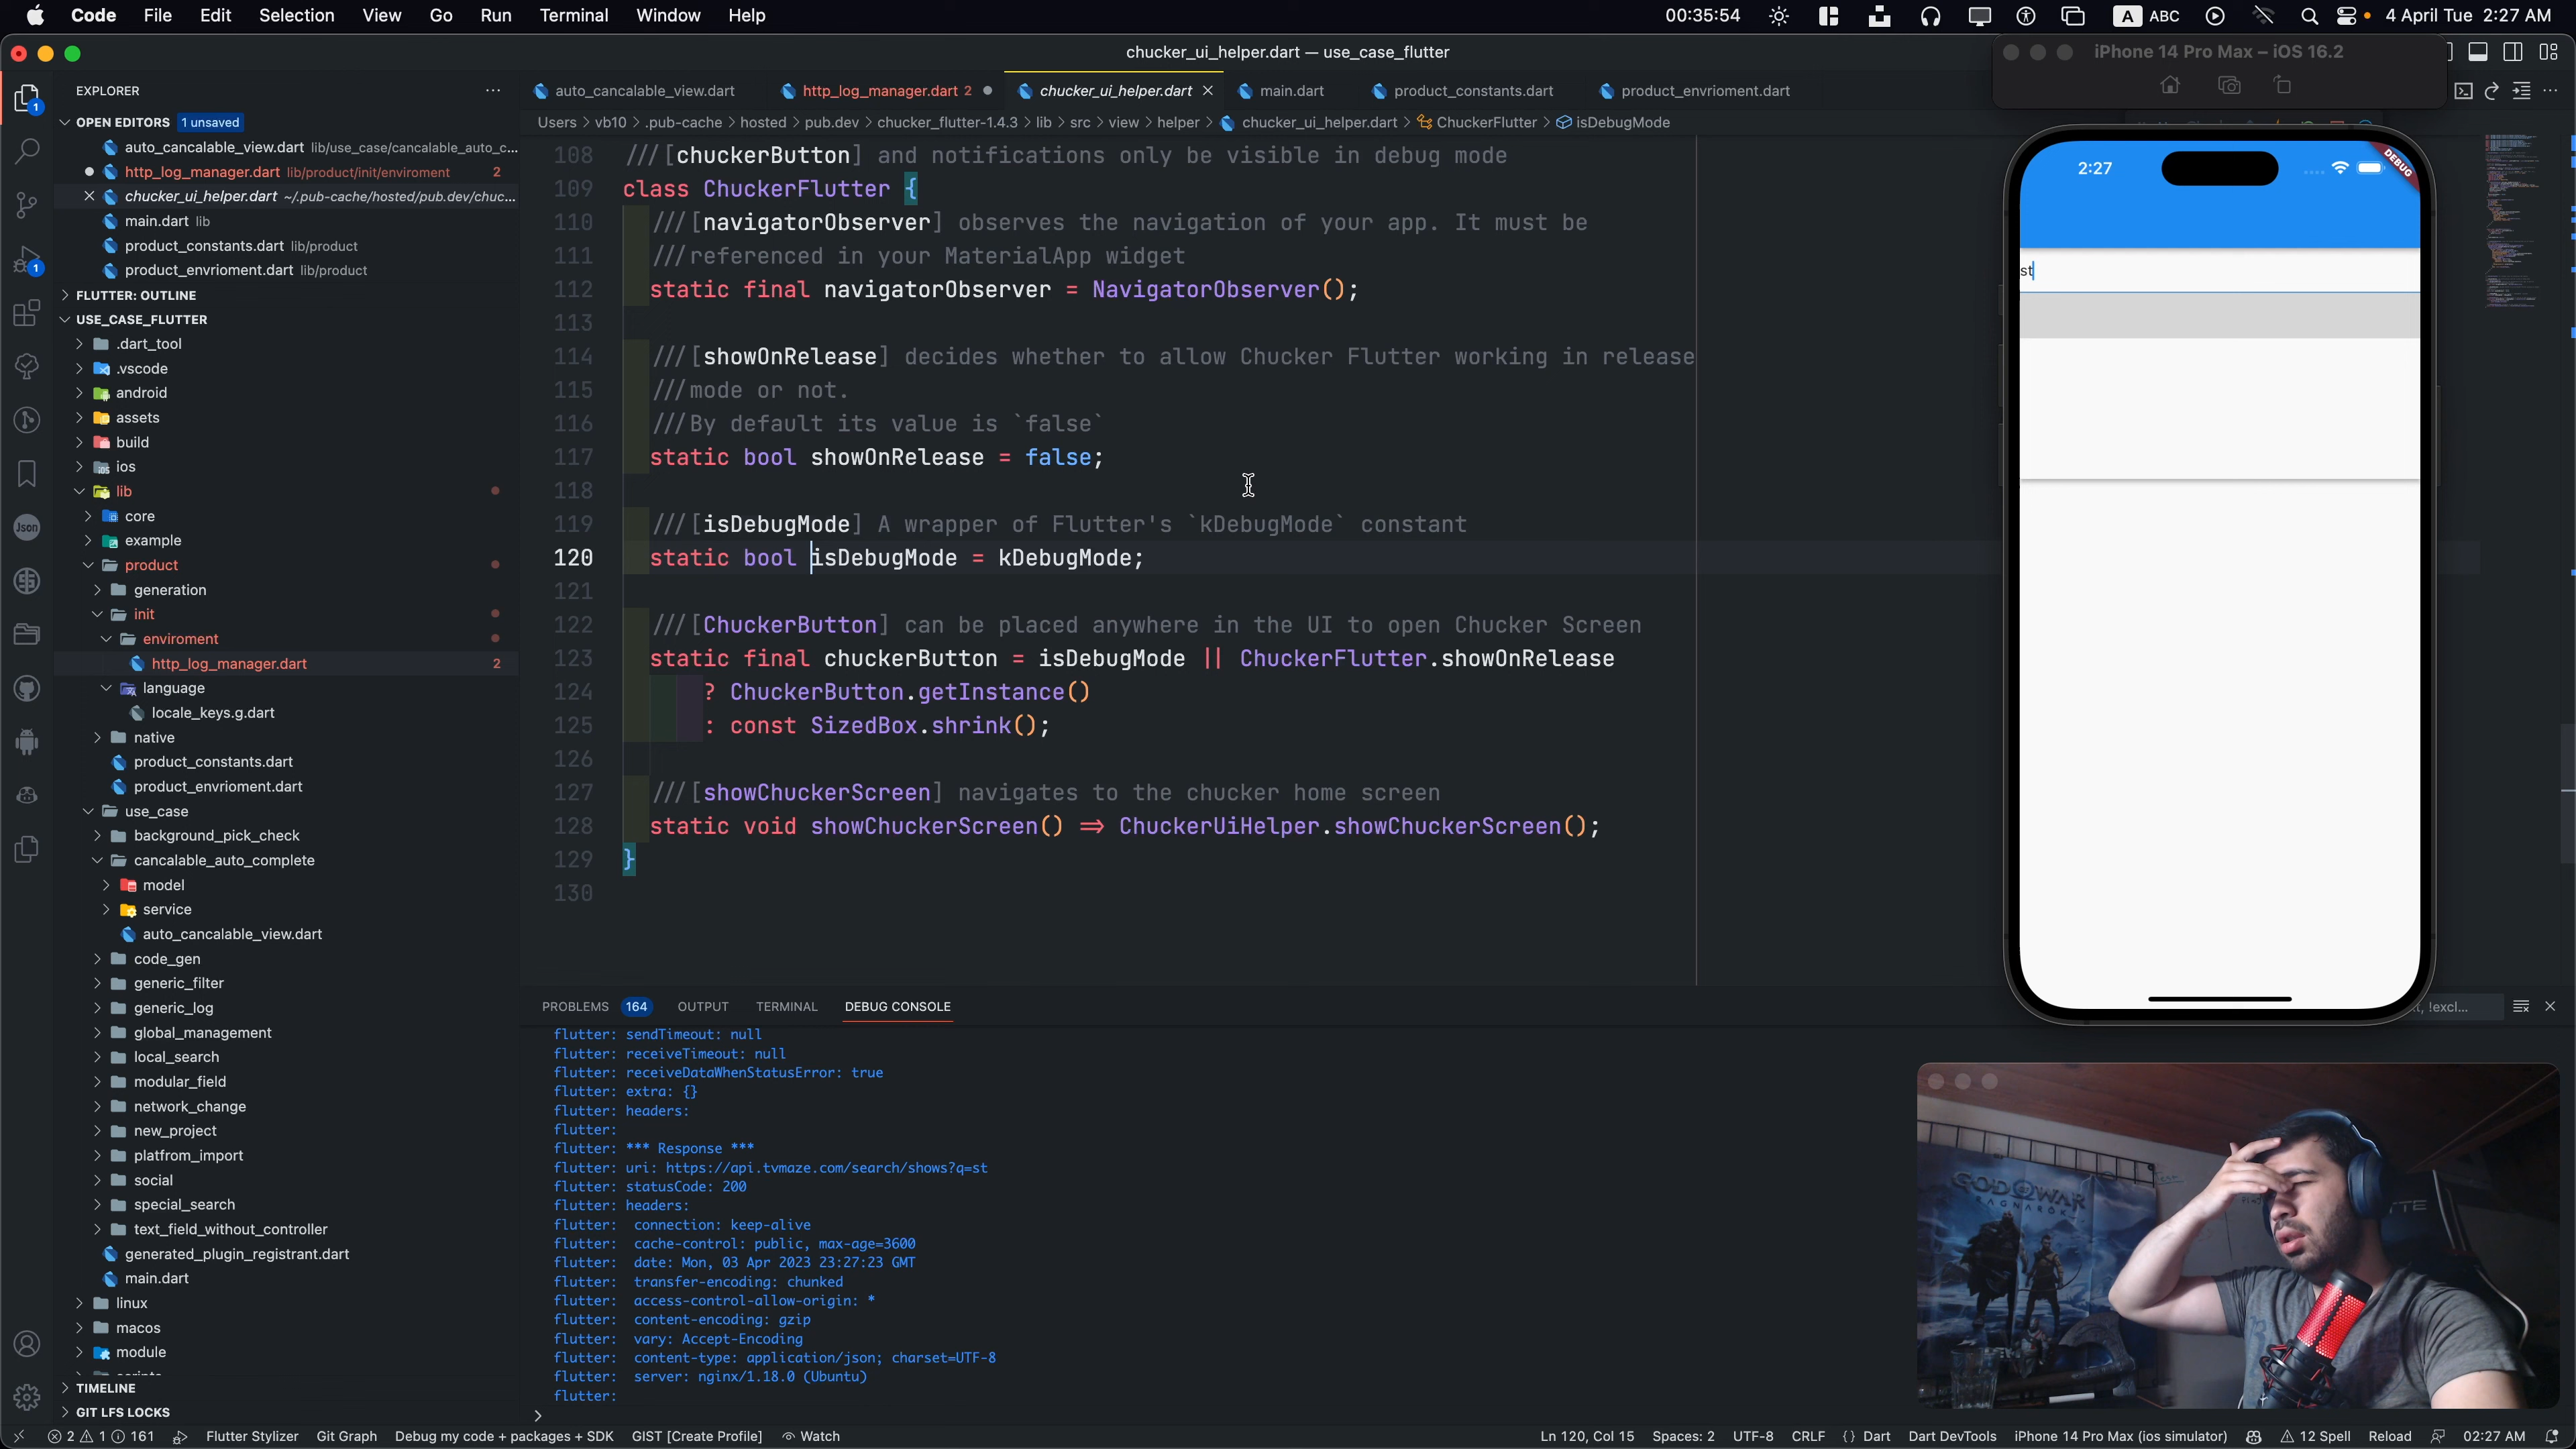 Code File Edit Selection View Go Run Terminal Window Help
00:35:54 A ABC 4 April Tue 2:27 AM
chucker_ui_helper.dart — use_case_flutter
iPhone 14 Pro Max – iOS 16.2
EXPLORER
auto_cancalable_view.dart http_log_manager.dart 2 chucker_ui_helper.dart main.dart product_constants.dart product_envrioment.dart
Users > vb10 > .pub-cache > hosted > pub.dev > chucker_flutter-1.4.3 > lib > src > view > helper > chucker_ui_helper.dart > ChuckerFlutter > isDebugMode
OPEN EDITORS 1 unsaved
auto_cancalable_view.dart lib/use_case/cancalable_auto_c...
http_log_manager.dart lib/product/init/enviroment 2
chucker_ui_helper.dart ~/.pub-cache/hosted/pub.dev/chuc...
main.dart lib
product_constants.dart lib/product
product_envrioment.dart lib/product
FLUTTER: OUTLINE
USE_CASE_FLUTTER
.dart_tool
.vscode
android
assets
build
ios
lib
core
example
product
generation
init
enviroment
http_log_manager.dart 2
language
locale_keys.g.dart
native
product_constants.dart
product_envrioment.dart
use_case
background_pick_check
cancalable_auto_complete
model
service
auto_cancalable_view.dart
code_gen
generic_filter
generic_log
global_management
local_search
modular_field
network_change
new_project
platfrom_import
social
special_search
text_field_without_controller
generated_plugin_registrant.dart
main.dart
linux
macos
module
TIMELINE
GIT LFS LOCKS
1
1
Json
108 ///[chuckerButton] and notifications only be visible in debug mode
109 class ChuckerFlutter {
110 ///[navigatorObserver] observes the navigation of your app. It must be
111 ///referenced in your MaterialApp widget
112 static final navigatorObserver = NavigatorObserver();
113
114 ///[showOnRelease] decides whether to allow Chucker Flutter working in release
115 ///mode or not.
116 ///By default its value is `false`
117 static bool showOnRelease = false;
118
119 ///[isDebugMode] A wrapper of Flutter's `kDebugMode` constant
120 static bool isDebugMode = kDebugMode;
121
122 ///[ChuckerButton] can be placed anywhere in the UI to open Chucker Screen
123 static final chuckerButton = isDebugMode || ChuckerFlutter.showOnRelease
124 ? ChuckerButton.getInstance()
125 : const SizedBox.shrink();
126
127 ///[showChuckerScreen] navigates to the chucker home screen
128 static void showChuckerScreen() => ChuckerUiHelper.showChuckerScreen();
129 }
130
2:27
DEBUG
st
PROBLEMS 164 OUTPUT TERMINAL DEBUG CONSOLE
t, !excl...
flutter: sendTimeout: null
flutter: receiveTimeout: null
flutter: receiveDataWhenStatusError: true
flutter: extra: {}
flutter: headers:
flutter:
flutter: *** Response ***
flutter: uri: https://api.tvmaze.com/search/shows?q=st
flutter: statusCode: 200
flutter: headers:
flutter: connection: keep-alive
flutter: cache-control: public, max-age=3600
flutter: date: Mon, 03 Apr 2023 23:27:23 GMT
flutter: transfer-encoding: chunked
flutter: access-control-allow-origin: *
flutter: content-encoding: gzip
flutter: vary: Accept-Encoding
flutter: content-type: application/json; charset=UTF-8
flutter: server: nginx/1.18.0 (Ubuntu)
flutter:
GOD OF WAR
RAGNARÖK
2 1 161 Flutter Stylizer Git Graph Debug my code + packages + SDK GIST [Create Profile] Watch
Ln 120, Col 15 Spaces: 2 UTF-8 CRLF {} Dart Dart DevTools iPhone 14 Pro Max (ios simulator) 12 Spell Reload 02:27 AM